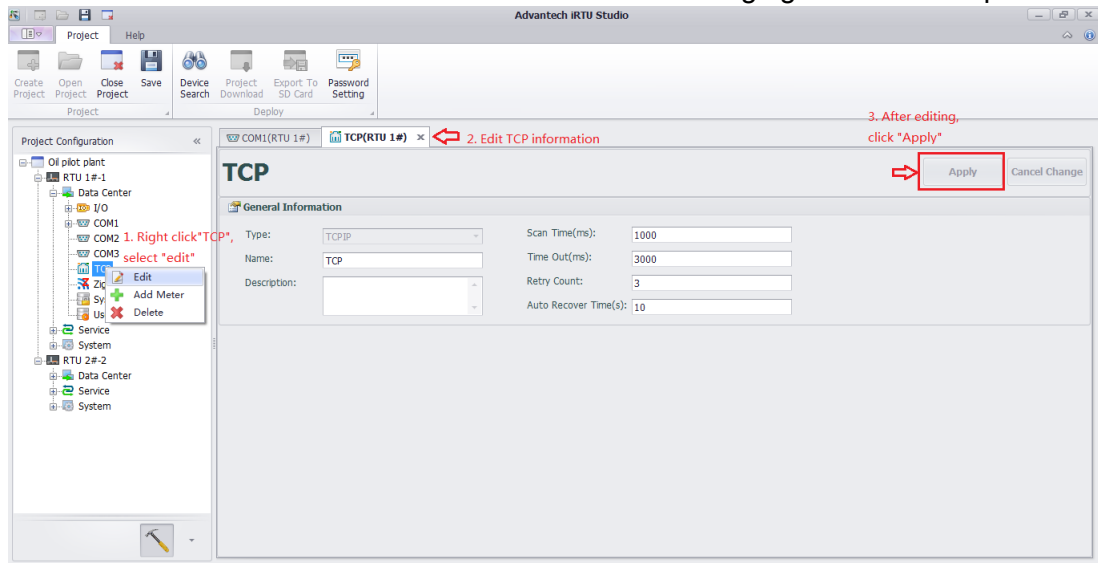 Advantech iRTU Studio
Project Help
Create Project
Open Project
Close Project
Save
Device Search
Project Download
Export To SD Card
Password Setting
Project
Deploy
3. After editing,
click "Apply"
Project Configuration «
COM1(RTU 1#)
TCP(RTU 1#) x
2. Edit TCP information
Oil pilot plant
RTU 1#-1
Data Center
I/O
COM1
COM2
COM3
1. Right click"TCP",
select "edit"
Edit
Add Meter
Delete
Service
System
RTU 2#-2
Data Center
Service
System
TCP
Apply
Cancel Change
General Information
Type: TCPIP
Name: TCP
Description:
Scan Time(ms): 1000
Time Out(ms): 3000
Retry Count: 3
Auto Recover Time(s): 10